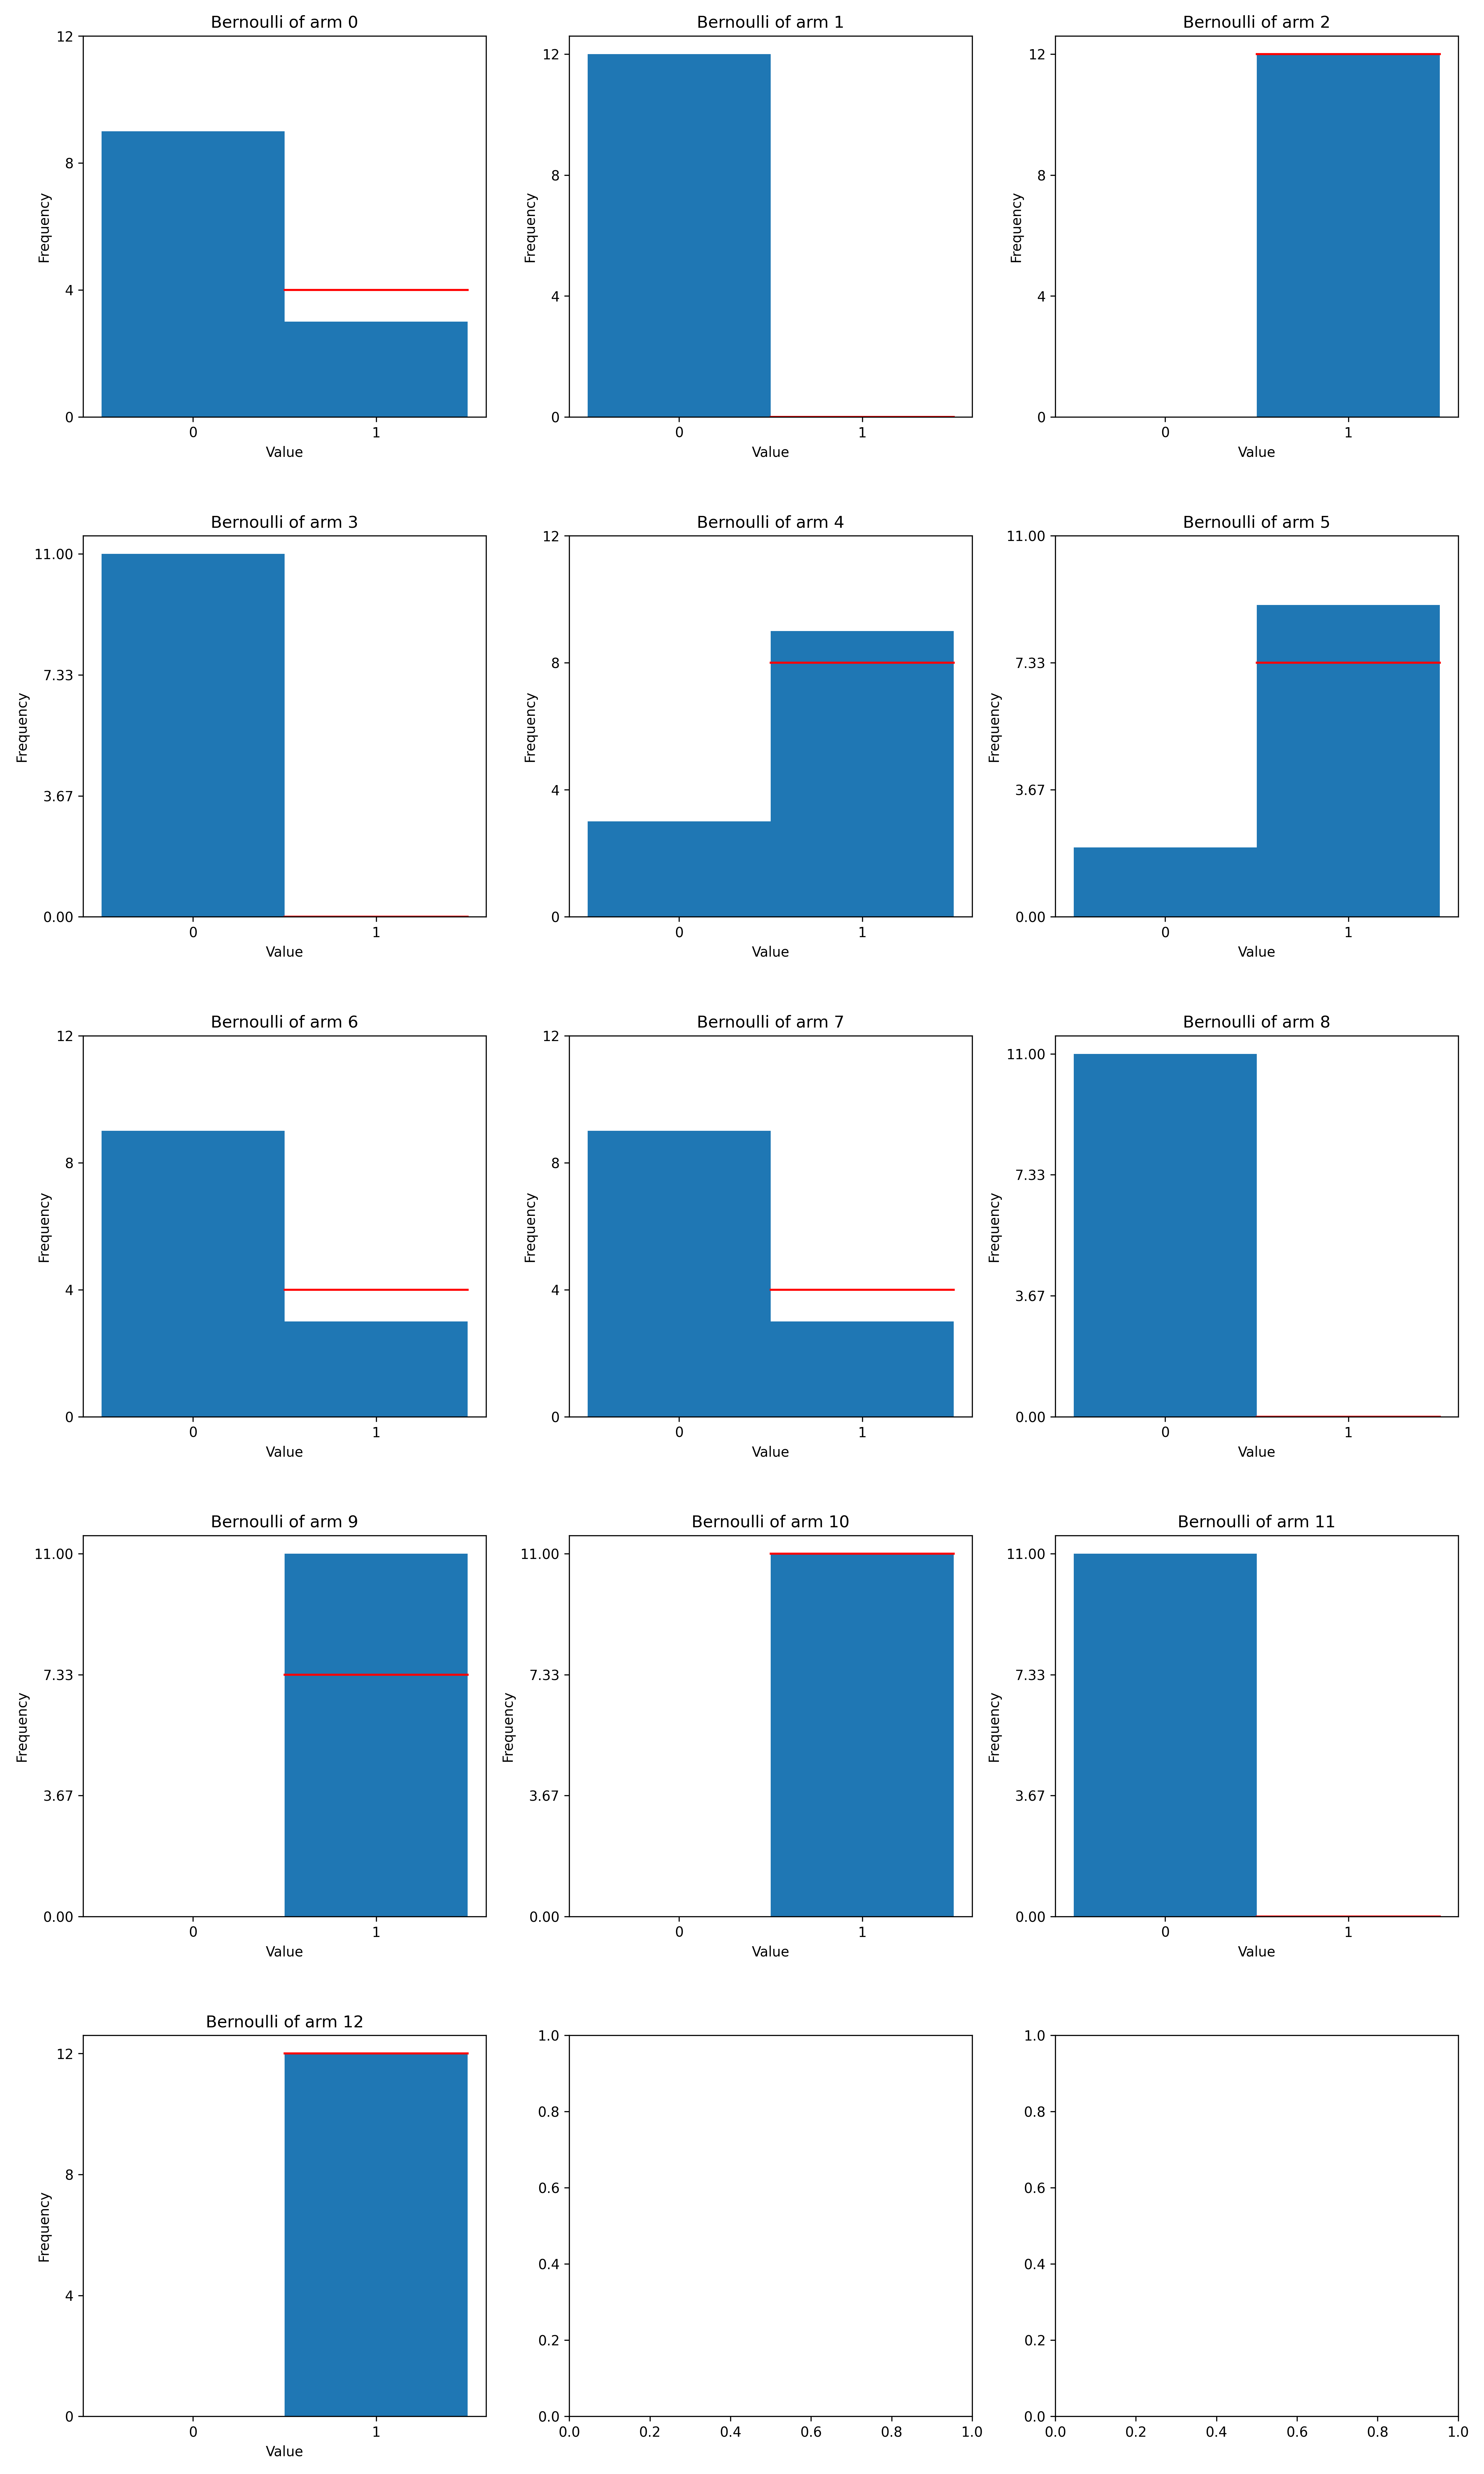 Bernoulli of arm 0 Bernoulli of arm 1 Bernoulli of arm 2
12
8
4
0
Frequency
0 1
Value
12
8
4
0
Frequency
0 1
Value
12
8
4
0
Frequency
0 1
Value
Bernoulli of arm 3 Bernoulli of arm 4 Bernoulli of arm 5
11.00
7.33
3.67
0.00
Frequency
0 1
Value
12
8
4
0
Frequency
0 1
Value
11.00
7.33
3.67
0.00
Frequency
0 1
Value
Bernoulli of arm 6 Bernoulli of arm 7 Bernoulli of arm 8
12
8
4
0
Frequency
0 1
Value
12
8
4
0
Frequency
0 1
Value
11.00
7.33
3.67
0.00
Frequency
0 1
Value
Bernoulli of arm 9 Bernoulli of arm 10 Bernoulli of arm 11
11.00
7.33
3.67
0.00
Frequency
0 1
Value
11.00
7.33
3.67
0.00
Frequency
0 1
Value
11.00
7.33
3.67
0.00
Frequency
0 1
Value
Bernoulli of arm 12
12
8
4
0
Frequency
0 1
Value
1.0
0.8
0.6
0.4
0.2
0.0
0.0 0.2 0.4 0.6 0.8 1.0
1.0
0.8
0.6
0.4
0.2
0.0
0.0 0.2 0.4 0.6 0.8 1.0